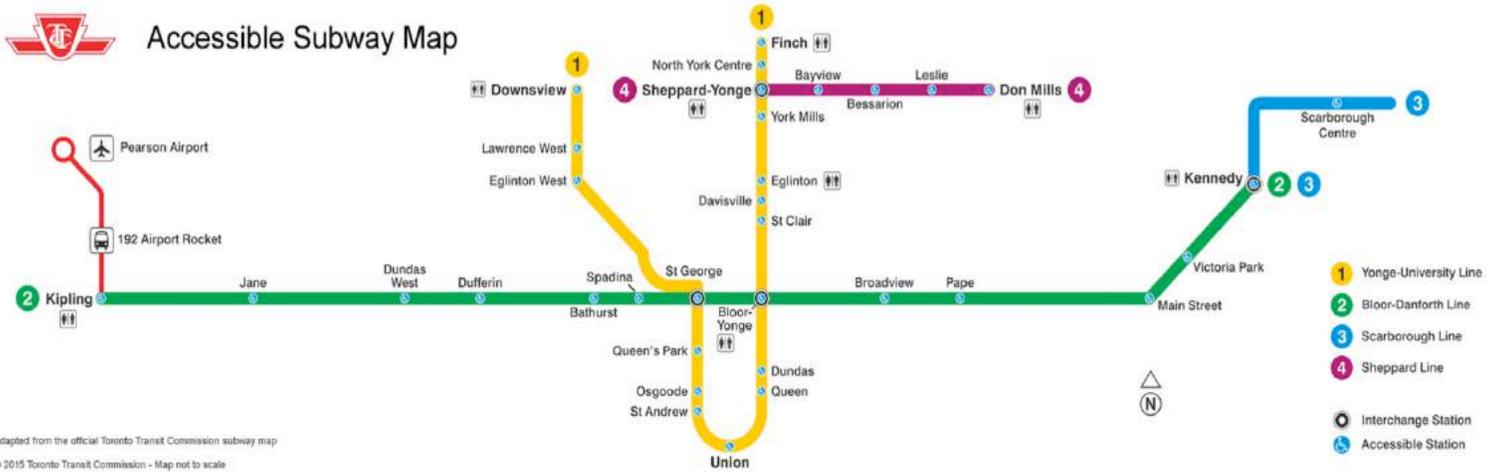 Accessible Subway Map
1
Finch
North York Centre
1
Downsview
4 Sheppard-Yonge
Bayview
Leslie
Bessarion
Don Mills 4
York Mills
3
Scarborough
Centre
Pearson Airport
Lawrence West
Eglinton West
Eglinton
Davisville
St Clair
Kennedy 2 3
192 Airport Rocket
2 Kipling
Jane
Dundas
West
Dufferin
Bathurst
Spadina
St George
Bloor-
Yonge
Broadview
Pape
Main Street
Victoria Park
Queen's Park
Osgoode
St Andrew
Dundas
Queen
Union
N
1 Yonge-University Line
2 Bloor-Danforth Line
3 Scarborough Line
4 Sheppard Line
Interchange Station
Accessible Station
dapted from the official Toronto Transit Commission subway map
2015 Toronto Transit Commission - Map not to scale